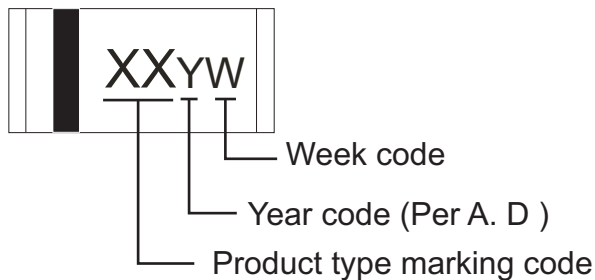 XXYW
Week code
Year code (Per A. D )
Product type marking code